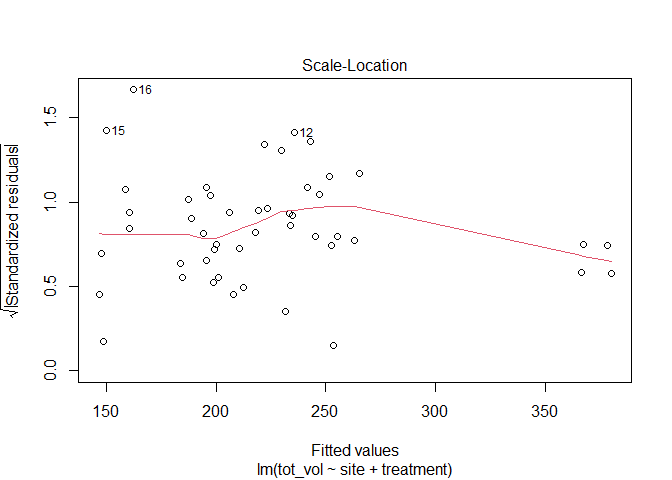 Scale-Location
√|Standardized residuals|
1.5
1.0
0.5
0.0
16
15
12
150 200 250 300 350
Fitted values
lm(tot_vol ~ site + treatment)